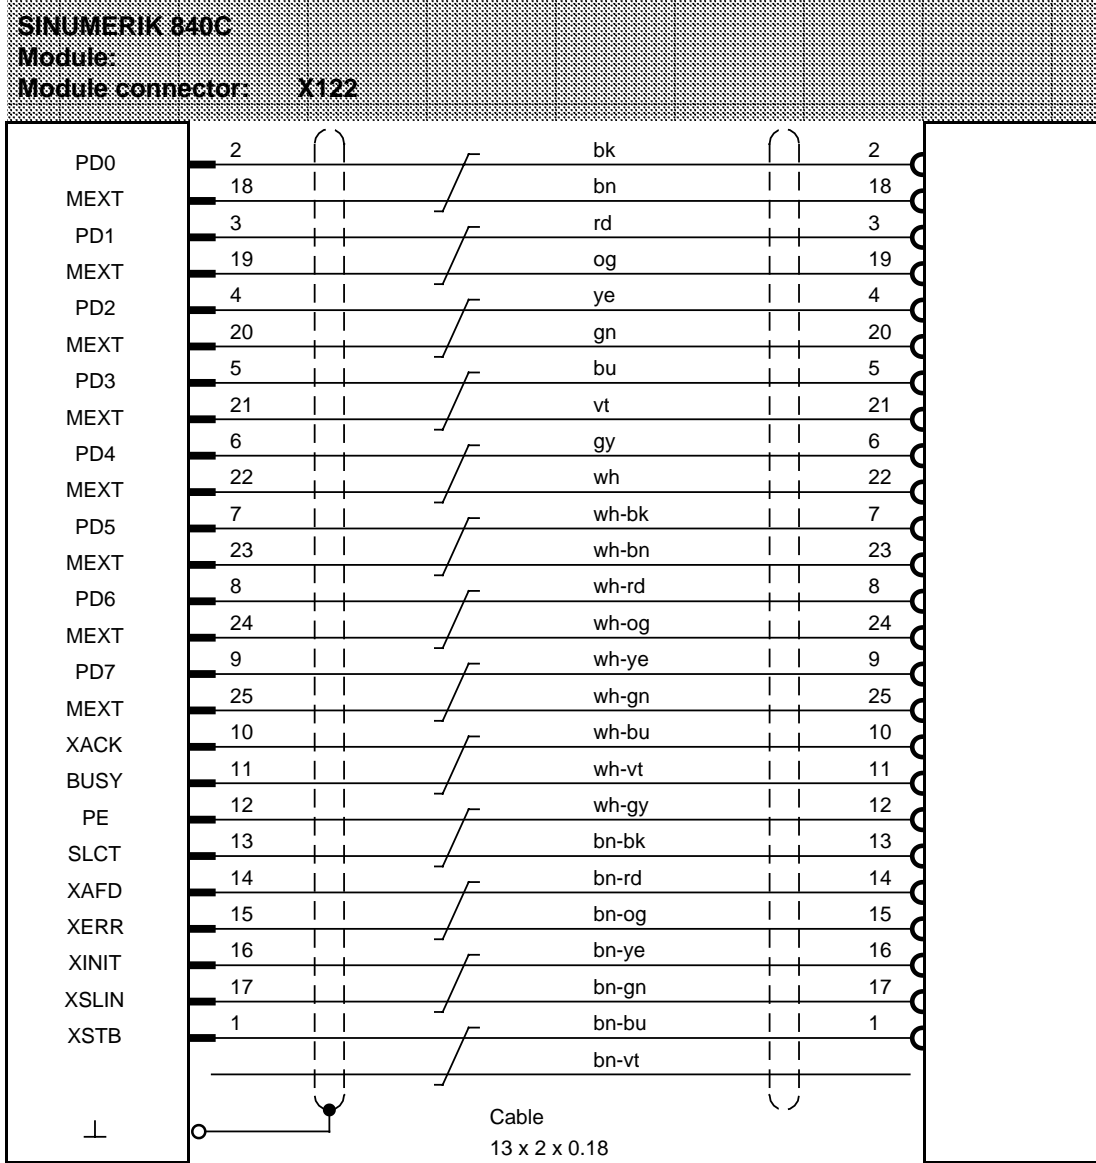 SINUMERIK 840C
Module:
Module connector: X122
PD0 2 bk 2
MEXT 18 bn 18
PD1 3 rd 3
MEXT 19 og 19
PD2 4 ye 4
MEXT 20 gn 20
PD3 5 bu 5
MEXT 21 vt 21
PD4 6 gy 6
MEXT 22 wh 22
PD5 7 wh-bk 7
MEXT 23 wh-bn 23
PD6 8 wh-rd 8
MEXT 24 wh-og 24
PD7 9 wh-ye 9
MEXT 25 wh-gn 25
XACK 10 wh-bu 10
BUSY 11 wh-vt 11
PE 12 wh-gy 12
SLCT 13 bn-bk 13
XAFD 14 bn-rd 14
XERR 15 bn-og 15
XINIT 16 bn-ye 16
XSLIN 17 bn-gn 17
XSTB 1 bn-bu 1
bn-vt
Cable
13 x 2 x 0.18